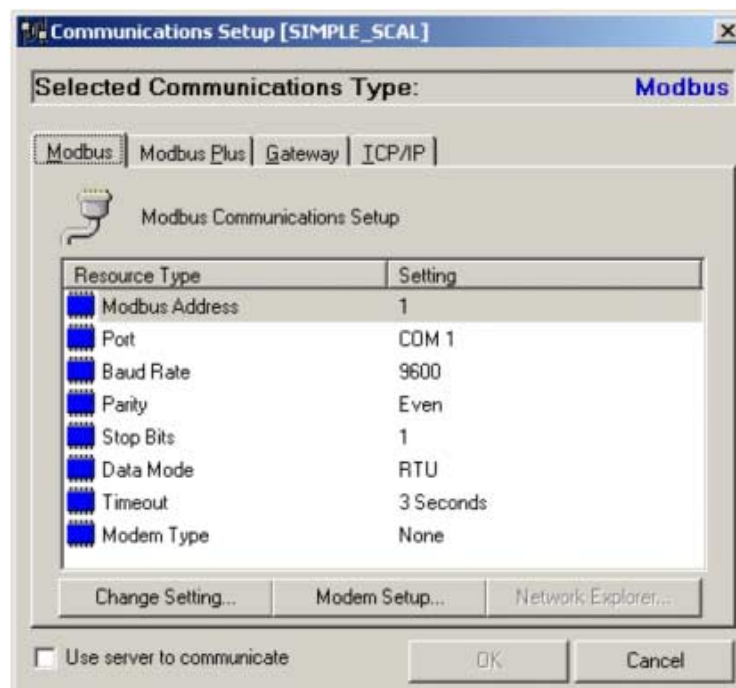 Communications Setup [SIMPLE_SCAL]
Selected Communications Type: Modbus
Modbus Modbus Plus Gateway TCP/IP
Modbus Communications Setup
Resource Type Setting
Modbus Address 1
Port COM 1
Baud Rate 9600
Parity Even
Stop Bits 1
Data Mode RTU
Timeout 3 Seconds
Modem Type None
Change Setting... Modem Setup... Network Explorer...
Use server to communicate OK Cancel